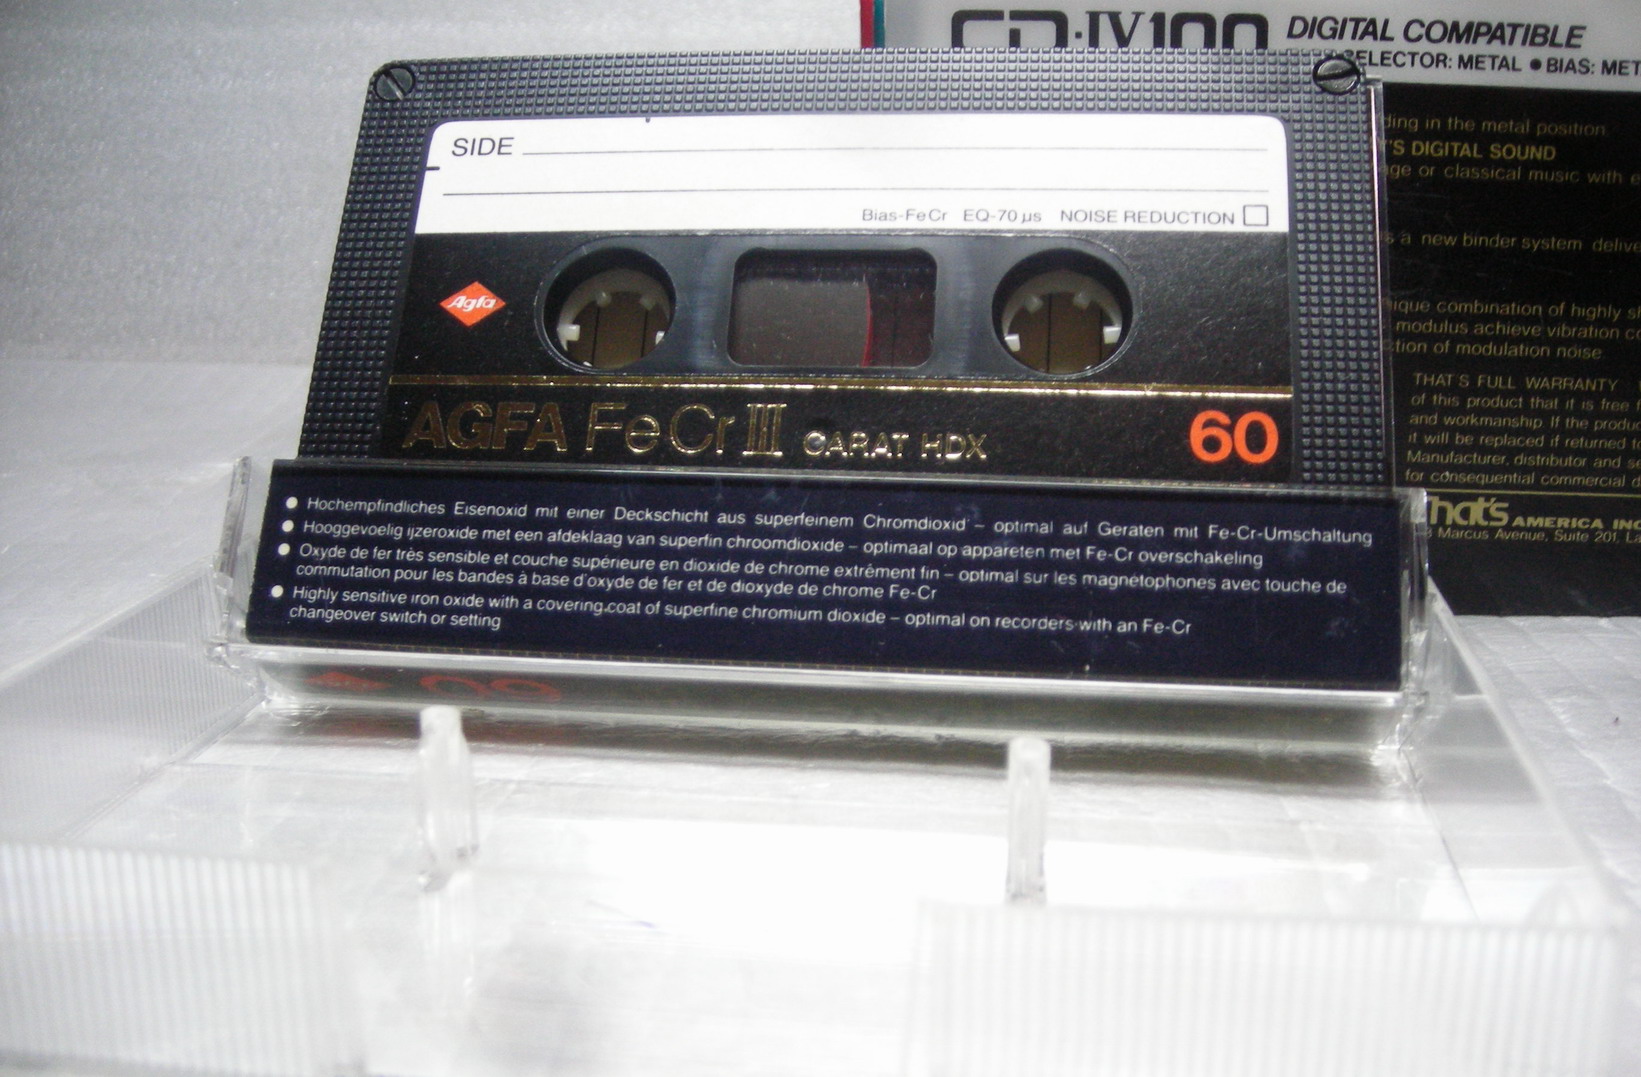 CD·IV100 DIGITAL COMPATIBLE
SELECTOR: METAL ● BIAS: MET
SIDE
Bias-FeCr EQ-70 µs NOISE REDUCTION
Agfa
AGFA FeCr III CARAT HDX 60
● Hochempfindliches Eisenoxid mit einer Deckschicht aus superfeinem Chromdioxid – optimal auf Geräten mit Fe-Cr-Umschaltung
● Hooggevoelig ijzeroxide met een afdeklaag van superfin chroomdioxide – optimaal op apparaten met Fe-Cr overschakeling
● Oxyde de fer très sensible et couche supérieure en dioxide de chrome extrêment fin – optimal sur les magnétophones avec touche de
commutation pour les bandes à base d'oxyde de fer et de dioxyde de chrome Fe-Cr
● Highly sensitive iron oxide with a covering coat of superfine chromium dioxide – optimal on recorders with an Fe-Cr
changeover switch or setting
60
ding in the metal position
'S DIGITAL SOUND
ge or classical music with e
s a new binder system delive
ique combination of highly
modulus achieve vibration
tion of modulation noise
THAT'S FULL WARRANTY
of this product that it is free
and workmanship. If the produc
it will be replaced if returned
Manufacturer, distributor and
for consequential commercial
That's AMERICA INC
Marcus Avenue, Suite 201,